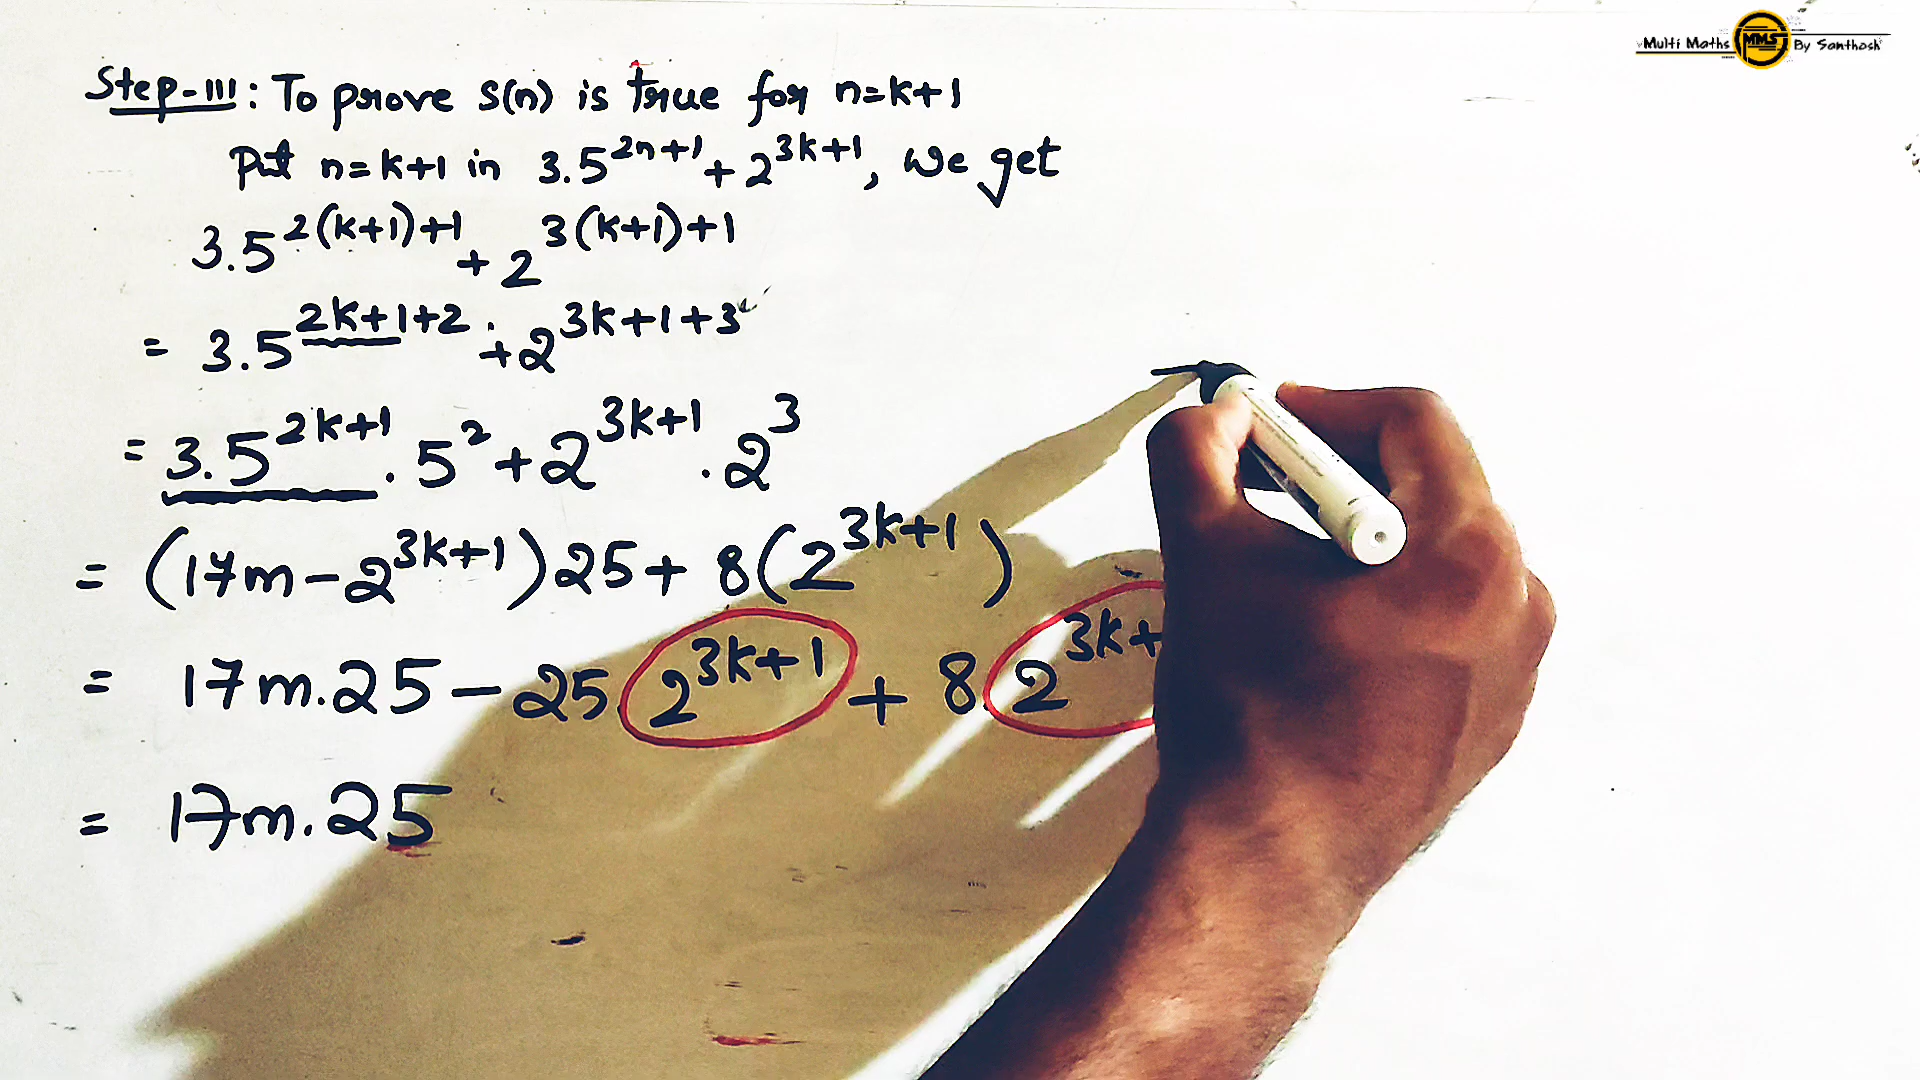 Multi Maths MMS By Santhosh
Step-III: To prove S(n) is true for n=k+1
Put n=k+1 in 3.5^{2n+1}+2^{3k+1}, we get
3.5^{2(k+1)+1}+2^{3(k+1)+1}
= 3.5^{2k+1+2}+2^{3k+1+3}
= 3.5^{2k+1}.5^2+2^{3k+1}.2^3
= (17m-2^{3k+1})25+8(2^{3k+1})
= 17m.25-25 2^{3k+1}+8.2^{3k+
= 17m.25